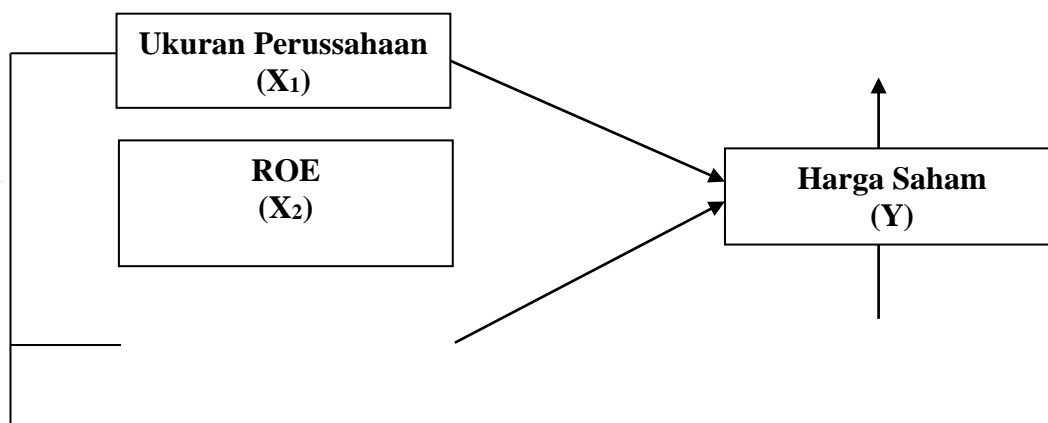 Ukuran Perussahaan
(X1)
ROE
(X2)
Harga Saham
(Y)